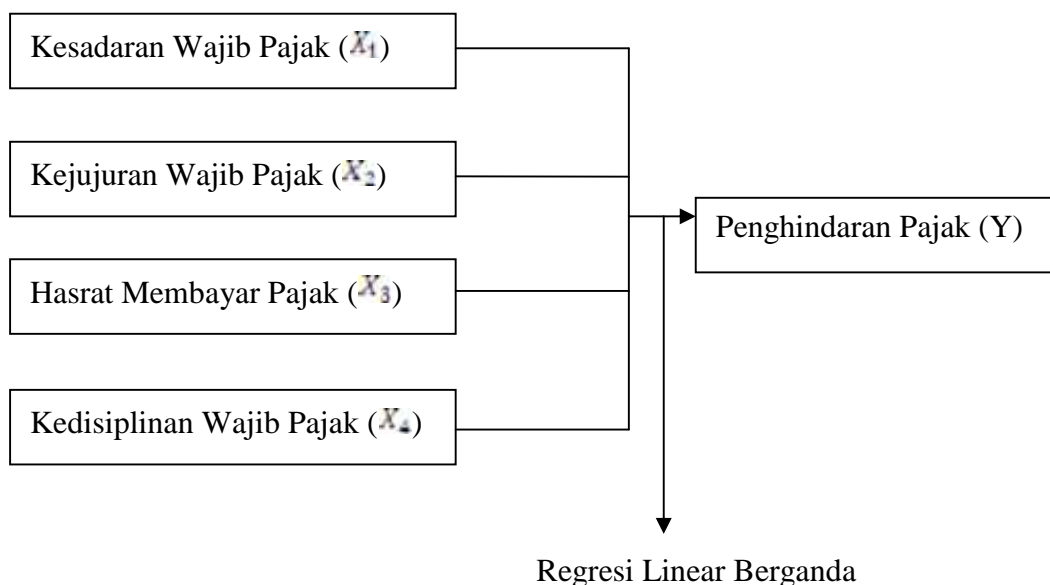 Kesadaran Wajib Pajak (X₁)
Kejujuran Wajib Pajak (X₂)
Hasrat Membayar Pajak (X₃)
Kedisiplinan Wajib Pajak (X₄)
Penghindaran Pajak (Y)
Regresi Linear Berganda